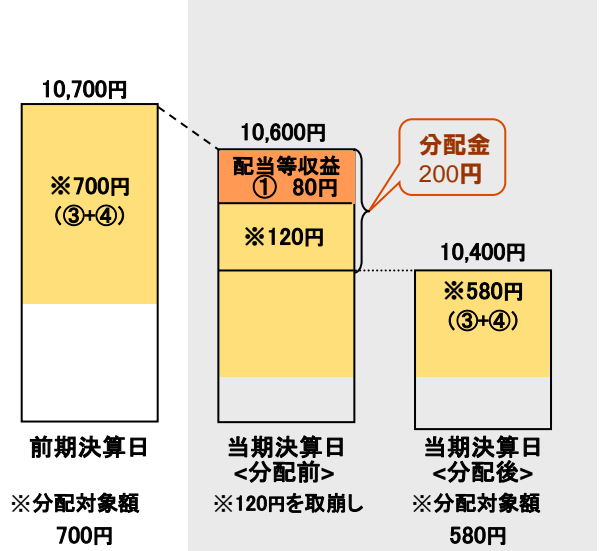 10,700円
※700円
(③+④)
10,600円
配当等収益
① 80円
※120円
分配金
200円
10,400円
※580円
(③+④)
前期決算日
当期決算日
<分配前>
当期決算日
<分配後>
※分配対象額
700円
※120円を取崩し
※分配対象額
580円